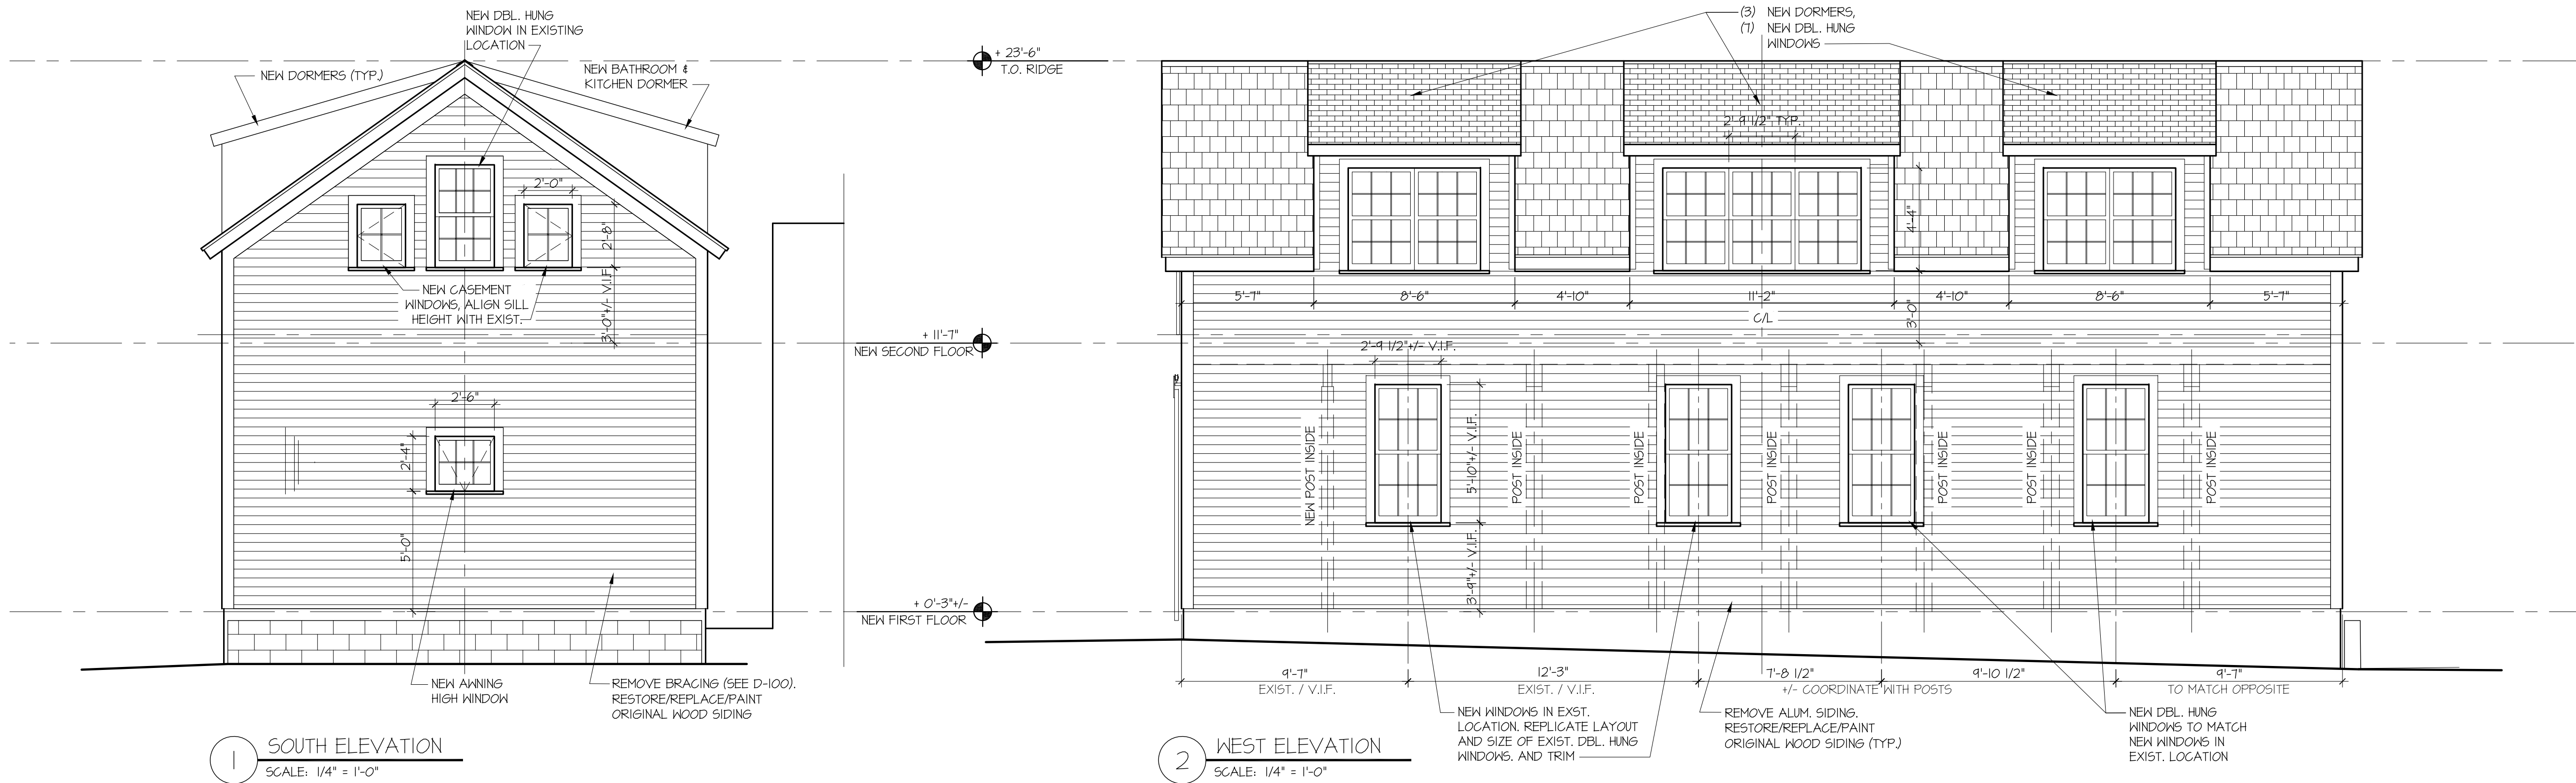 NEW DBL. HUNG
WINDOW IN EXISTING
LOCATION
NEW DORMERS (TYP.)
NEW BATHROOM &
KITCHEN DORMER
2'-0"
2'-8"
3'-0"+/- V.I.F.
NEW CASEMENT
WINDOWS, ALIGN SILL
HEIGHT WITH EXIST.
2'-6"
2'-4"
5'-0"
NEW AWNING
HIGH WINDOW
REMOVE BRACING (SEE D-100).
RESTORE/REPLACE/PAINT
ORIGINAL WOOD SIDING
1
SOUTH ELEVATION
SCALE: 1/4" = 1'-0"
+ 23'-6"
T.O. RIDGE
+ 11'-7"
NEW SECOND FLOOR
+ 0'-3"+/-
NEW FIRST FLOOR
(3) NEW DORMERS,
(7) NEW DBL. HUNG
WINDOWS
2'-9 1/2" TYP.
4'-4"
5'-7"
8'-6"
4'-10"
11'-2"
4'-10"
8'-6"
5'-7"
C/L
3'-0"
2'-9 1/2"+/- V.I.F.
5'-10"+/- V.I.F.
3'-9"+/- V.I.F.
NEW POST INSIDE
POST INSIDE
POST INSIDE
POST INSIDE
POST INSIDE
POST INSIDE
POST INSIDE
9'-7"
EXIST. / V.I.F.
12'-3"
EXIST. / V.I.F.
7'-8 1/2"
+/- COORDINATE WITH POSTS
9'-10 1/2"
9'-7"
TO MATCH OPPOSITE
NEW WINDOWS IN EXST.
LOCATION. REPLICATE LAYOUT
AND SIZE OF EXIST. DBL. HUNG
WINDOWS. AND TRIM
REMOVE ALUM. SIDING.
RESTORE/REPLACE/PAINT
ORIGINAL WOOD SIDING (TYP.)
NEW DBL. HUNG
WINDOWS TO MATCH
NEW WINDOWS IN
EXIST. LOCATION
2
WEST ELEVATION
SCALE: 1/4" = 1'-0"